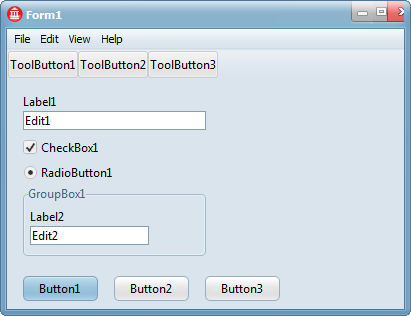 Form1
File Edit View Help
ToolButton1 ToolButton2 ToolButton3
Label1
Edit1
CheckBox1
RadioButton1
GroupBox1
Label2
Edit2
Button1 Button2 Button3